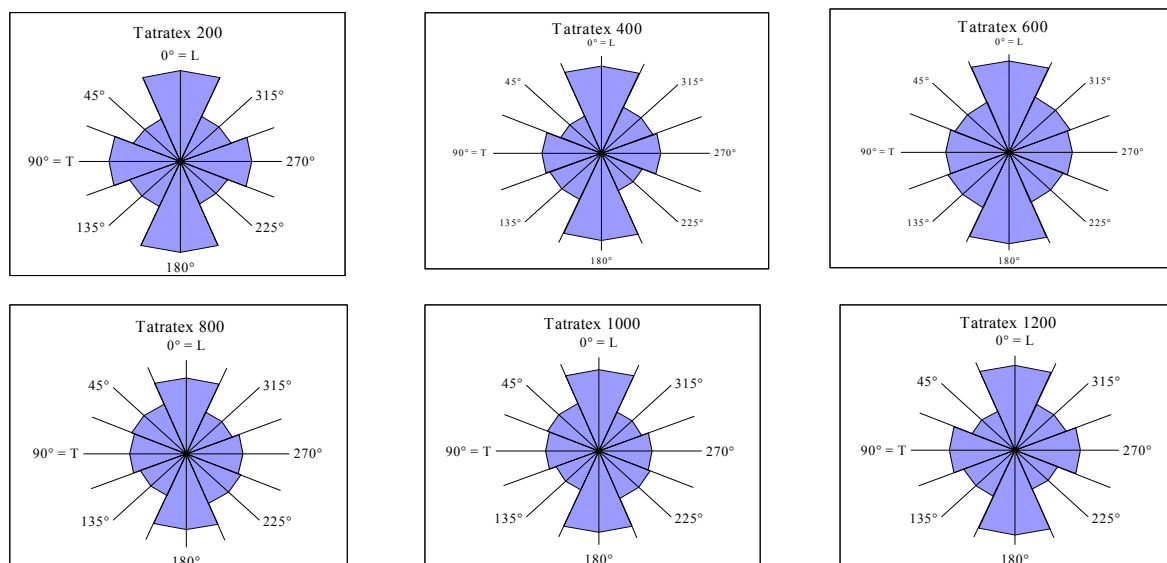 Tatratex 200
0° = L
45°
315°
90° = T
270°
135°
225°
180°
Tatratex 400
0° = L
45°
315°
90° = T
270°
135°
225°
180°
Tatratex 600
0° = L
45°
315°
90° = T
270°
135°
225°
180°
Tatratex 800
0° = L
45°
315°
90° = T
270°
135°
225°
180°
Tatratex 1000
0° = L
45°
315°
90° = T
270°
135°
225°
180°
Tatratex 1200
0° = L
45°
315°
90° = T
270°
135°
225°
180°